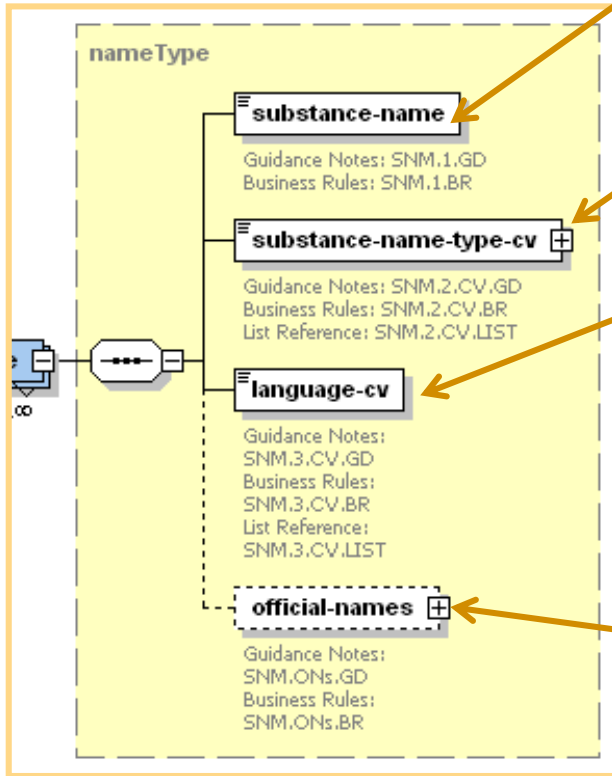 nameType
substance-name
Guidance Notes: SNM.1.GD
Business Rules: SNM.1.BR
substance-name-type-cv
Guidance Notes: SNM.2.CV.GD
Business Rules: SNM.2.CV.BR
List Reference: SNM.2.CV.LIST
language-cv
Guidance Notes:
SNM.3.CV.GD
Business Rules:
SNM.3.CV.BR
List Reference:
SNM.3.CV.LIST
official-names
Guidance Notes:
SNM.ONs.GD
Business Rules:
SNM.ONs.BR